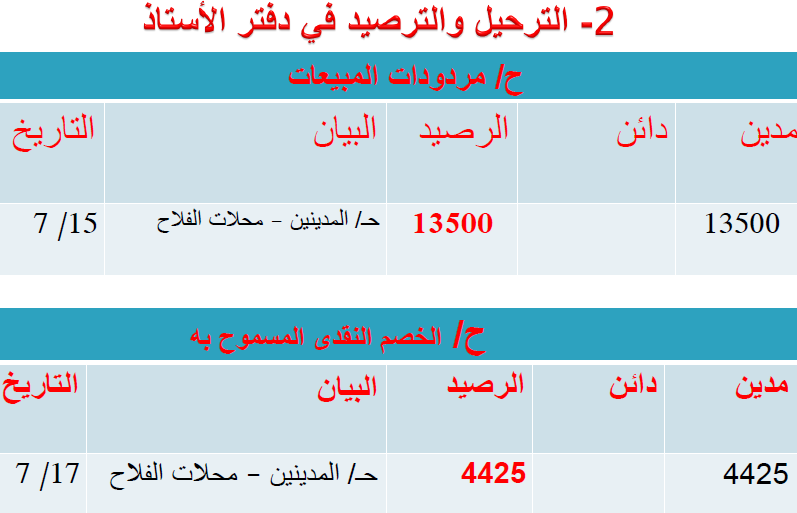 2- الترحيل والترصيد في دفتر الأستاذ
ح/ مردودات المبيعات
مدين دائن الرصيد البيان التاريخ
13500 13500 حـ/ المدينين – محلات الفلاح 15/ 7
ح/ الخصم النقدى المسموح به
مدين دائن الرصيد البيان التاريخ
4425 4425 حـ/ المدينين – محلات الفلاح 17/ 7